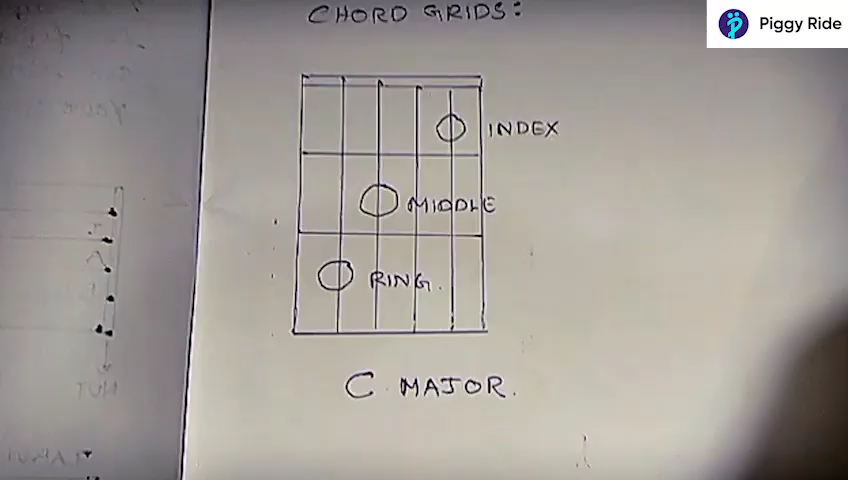 Piggy Ride
CHORD GRIDS:
INDEX
MIDDLE
RING.
C MAJOR.